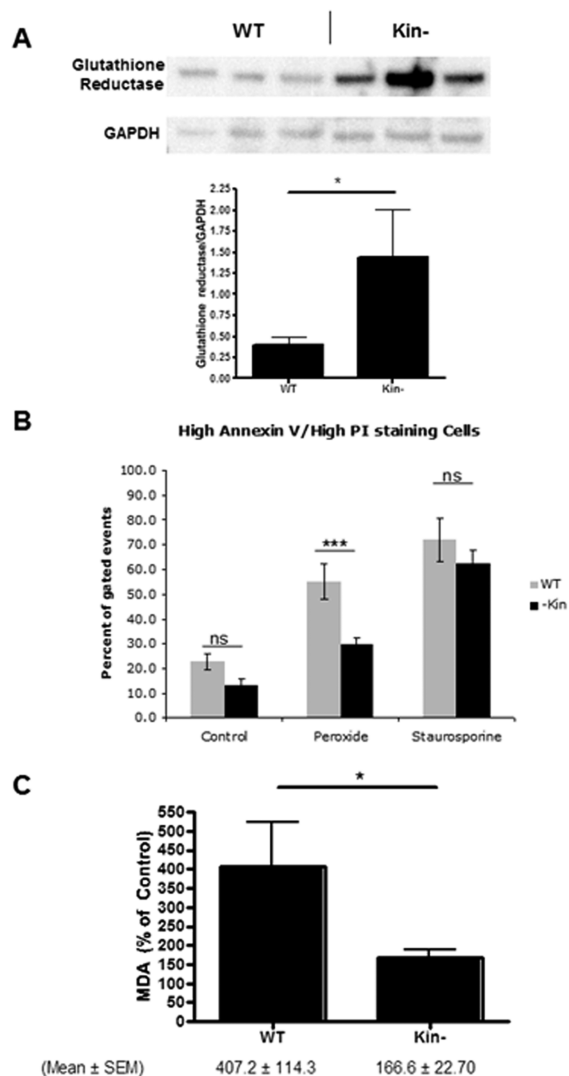 A
WT Kin-
Glutathione
Reductase
GAPDH
*
Glutathione reductase/GAPDH
2.25
2.00
1.75
1.50
1.25
1.00
0.75
0.50
0.25
0.00
WT Kin-
B
High Annexin V/High PI staining Cells
Percent of gated events
100.0
90.0
80.0
70.0
60.0
50.0
40.0
30.0
20.0
10.0
0.0
ns
***
ns
WT
-Kin
Control Peroxide Staurosporine
C
*
MDA (% of Control)
550
500
450
400
350
300
250
200
150
100
50
0
WT Kin-
(Mean ± SEM) 407.2 ± 114.3 166.6 ± 22.70